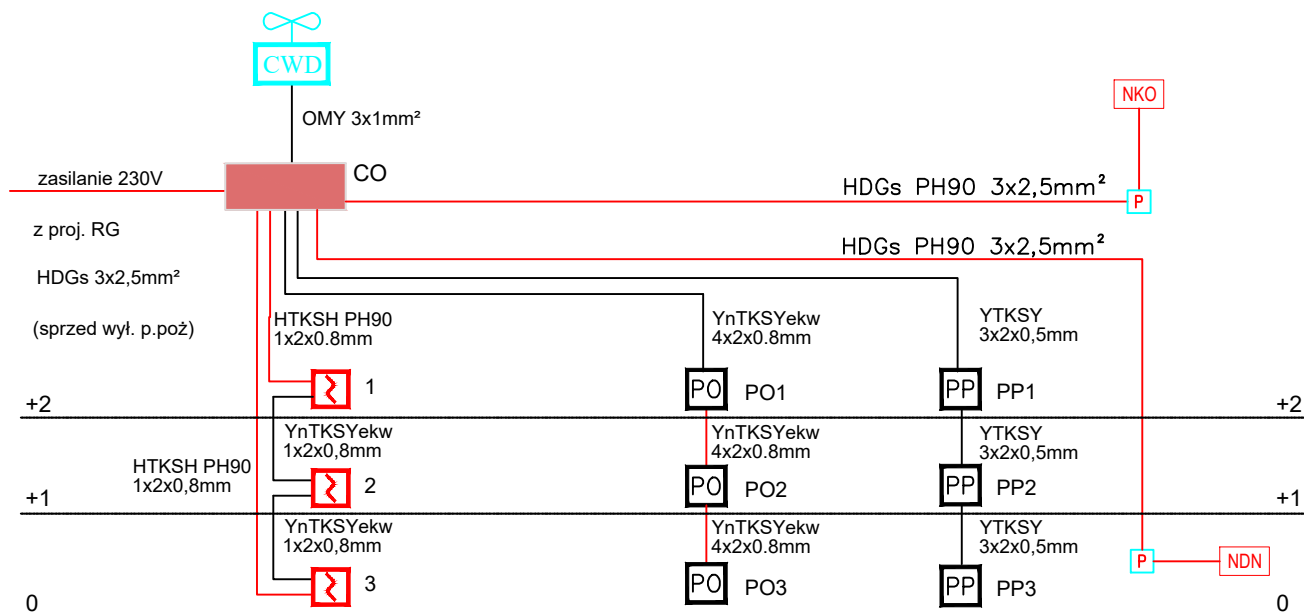 CWD
OMY 3x1mm²
NKO
CO
zasilanie 230V
HDGs PH90 3x2,5mm²
P
z proj. RG
HDGs PH90 3x2,5mm²
HDGs 3x2,5mm²
(sprzed wył. p.poż)
HTKSH PH90
1x2x0.8mm
YnTKSYekw
4x2x0.8mm
YTKSY
3x2x0,5mm
1
PO
PO1
PP
PP1
+2
+2
YnTKSYekw
1x2x0,8mm
YnTKSYekw
4x2x0.8mm
YTKSY
3x2x0,5mm
HTKSH PH90
1x2x0,8mm
2
PO
PO2
PP
PP2
+1
+1
YnTKSYekw
1x2x0,8mm
YnTKSYekw
4x2x0.8mm
YTKSY
3x2x0,5mm
P
NDN
3
PO
PO3
PP
PP3
0
0